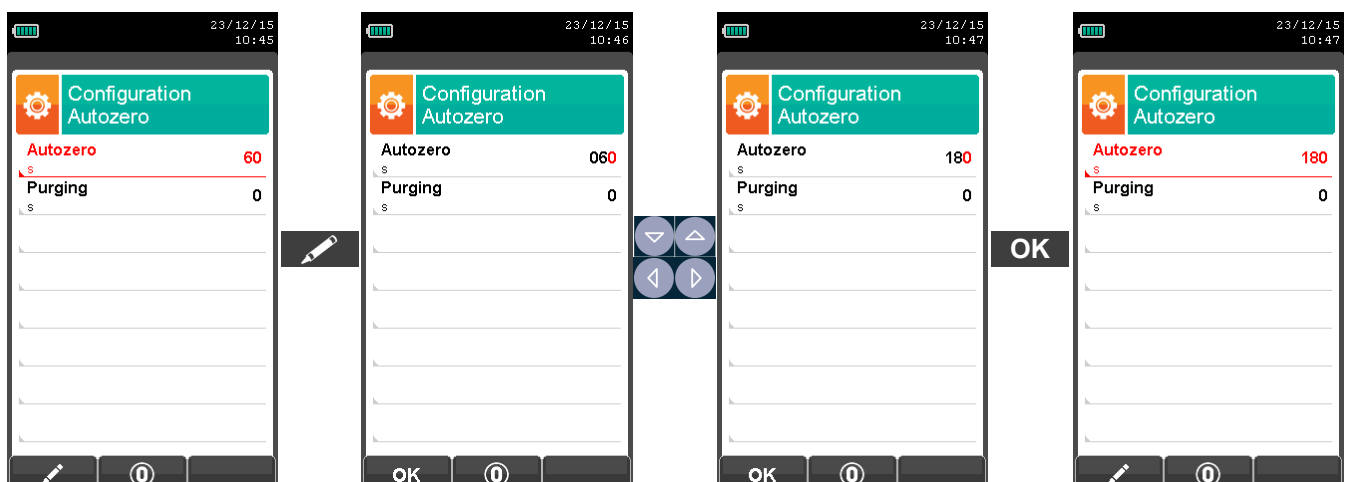 23/12/15
10:45
Configuration
Autozero
Autozero
60
s
Purging
0
s
0
23/12/15
10:46
Configuration
Autozero
Autozero
060
s
Purging
0
s
OK
0
23/12/15
10:47
Configuration
Autozero
Autozero
180
s
Purging
0
s
OK
0
OK
23/12/15
10:47
Configuration
Autozero
Autozero
180
s
Purging
0
s
0